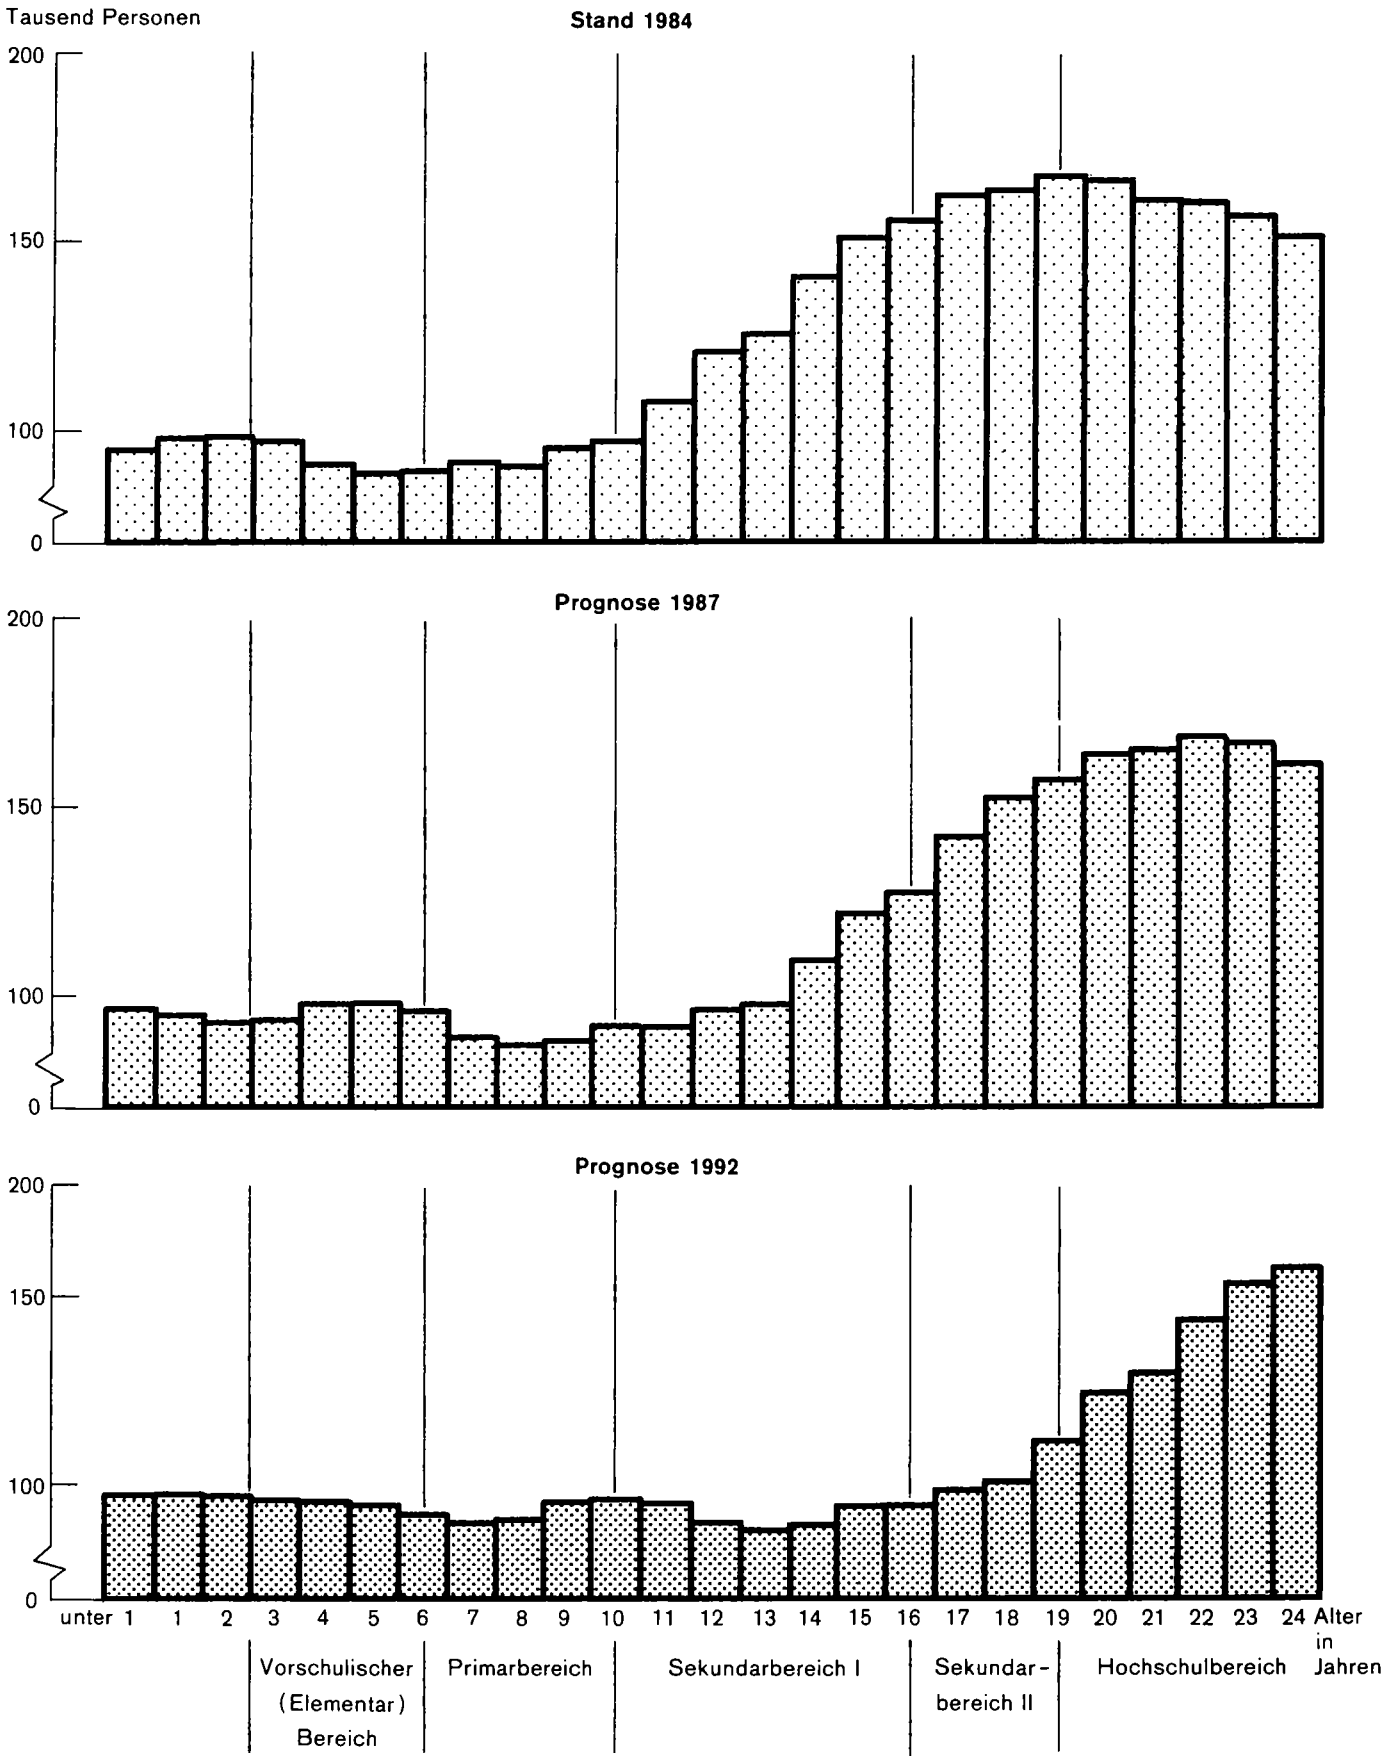 Tausend Personen
Stand 1984
200
150
100
0
Prognose 1987
200
150
100
0
Prognose 1992
200
150
100
0
unter 1 1 2 3 4 5 6 7 8 9 10 11 12 13 14 15 16 17 18 19 20 21 22 23 24 Alter
in
Jahren
Vorschulischer
(Elementar)
Bereich
Primarbereich
Sekundarbereich I
Sekundar-
bereich II
Hochschulbereich